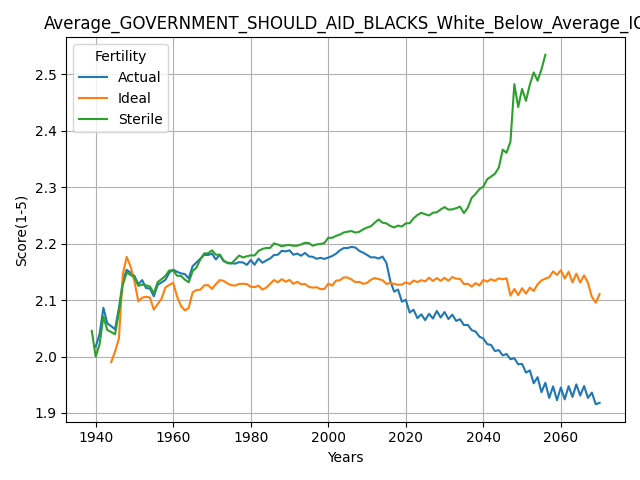 Average_GOVERNMENT_SHOULD_AID_BLACKS_White_Below_Average_IQ
Fertility
Actual
Ideal
Sterile
Score(1-5)
2.5
2.4
2.3
2.2
2.1
2.0
1.9
1940
1960
1980
2000
2020
2040
2060
Years